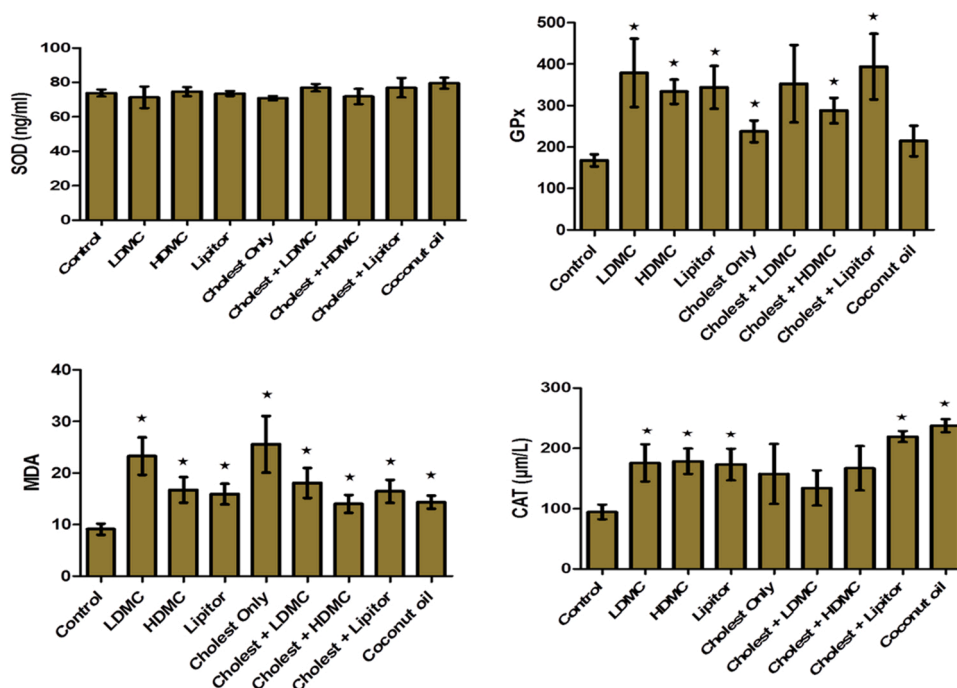 SOD (ng/ml)
100
80
60
40
20
0
Control
LDMC
HDMC
Lipitor
Cholest Only
Cholest + LDMC
Cholest + HDMC
Cholest + Lipitor
Coconut oil
GPx
500
400
300
200
100
0
Control
LDMC
HDMC
Lipitor
Cholest Only
Cholest + LDMC
Cholest + HDMC
Cholest + Lipitor
Coconut oil
MDA
40
30
20
10
0
Control
LDMC
HDMC
Lipitor
Cholest Only
Cholest + LDMC
Cholest + HDMC
Cholest + Lipitor
Coconut oil
CAT (µm/L)
300
200
100
0
Control
LDMC
HDMC
Lipitor
Cholest Only
Cholest + LDMC
Cholest + HDMC
Cholest + Lipitor
Coconut oil